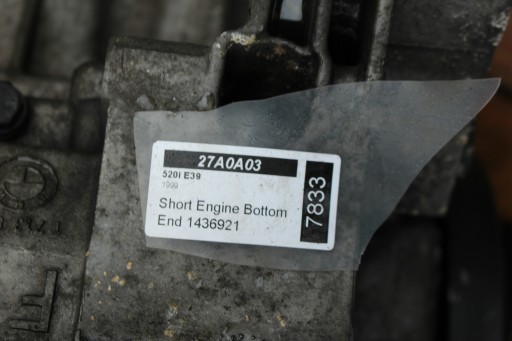 27A0A03
520I E39
1999
Short Engine Bottom
End 1436921
7833